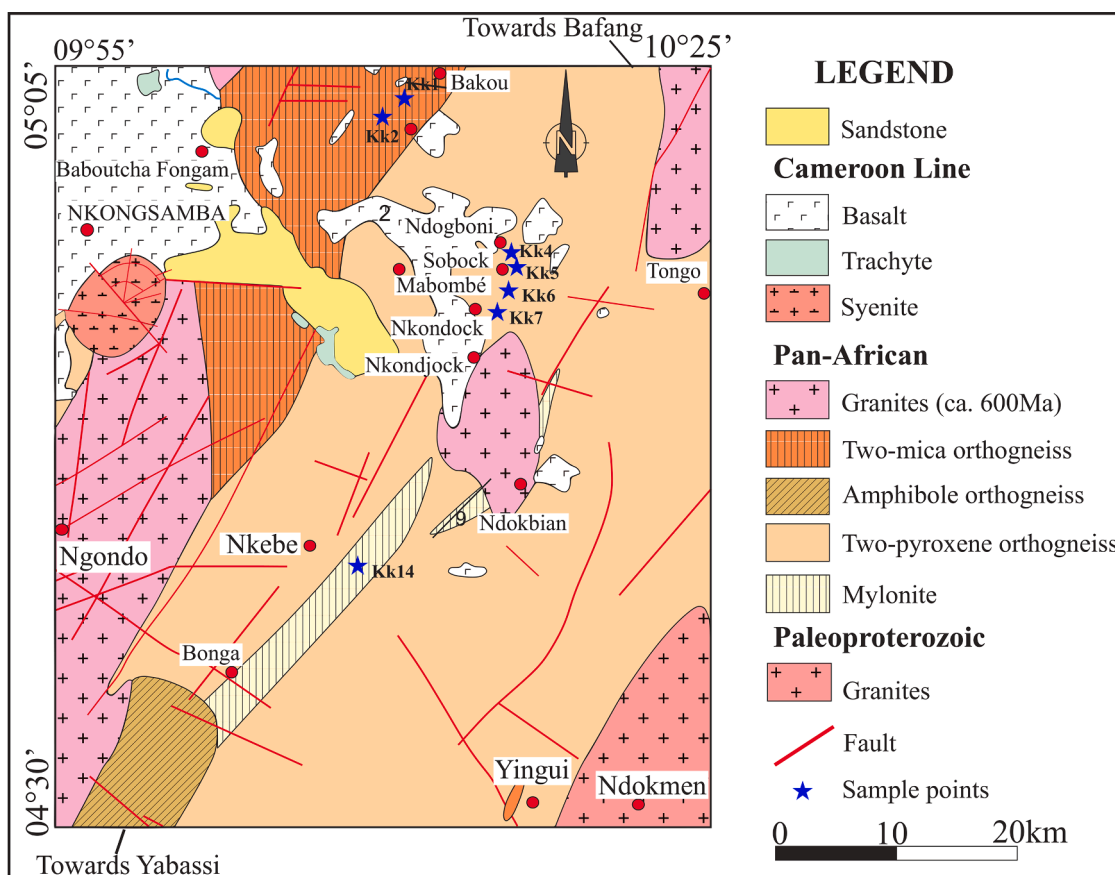 Towards Bafang
09°55’
10°25’
05°05’
04°30’
Kk1
Bakou
Kk2
Baboutcha Fongam
NKONGSAMBA
2
N
Ndogboni
Kk4
Sobock
Kk5
Mabombé
Kk6
Tongo
Nkondock
Kk7
Nkondjock
9
Ndokbian
Ngondo
Nkebe
Kk14
Bonga
Yingui
Ndokmen
Towards Yabassi
LEGEND
Sandstone
Cameroon Line
Basalt
Trachyte
Syenite
Pan-African
Granites (ca. 600Ma)
Two-mica orthogneiss
Amphibole orthogneiss
Two-pyroxene orthogneiss
Mylonite
Paleoproterozoic
Granites
Fault
Sample points
0 10 20km